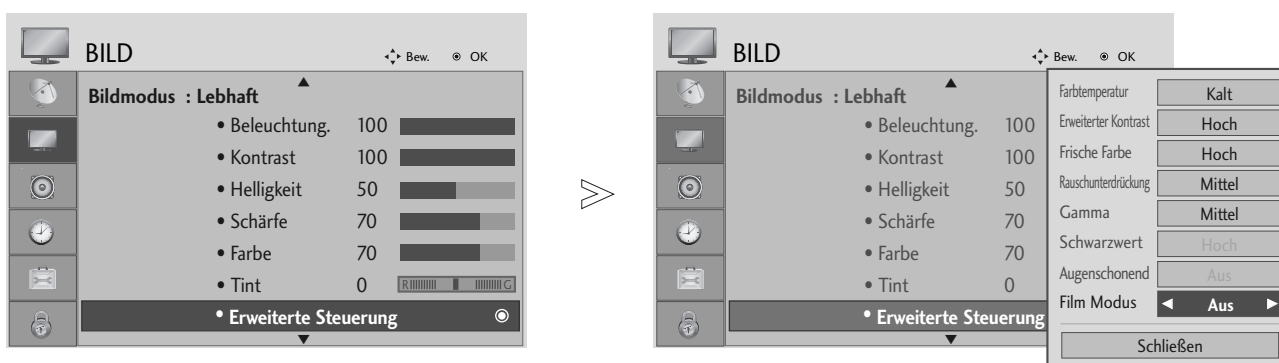 BILD
Bew. OK
Bildmodus : Lebhaft
• Beleuchtung. 100
• Kontrast 100
• Helligkeit 50
• Schärfe 70
• Farbe 70
• Tint 0 R G
• Erweiterte Steuerung
BILD
Bew. OK
Bildmodus : Lebhaft
• Beleuchtung. 100
• Kontrast 100
• Helligkeit 50
• Schärfe 70
• Farbe 70
• Tint 0
• Erweiterte Steuerung
Farbtemperatur Kalt
Erweiterter Kontrast Hoch
Frische Farbe Hoch
Rauschunterdrückung Mittel
Gamma Mittel
Schwarzwert Hoch
Augenschonend Aus
Film Modus ◄ Aus ►
Schließen